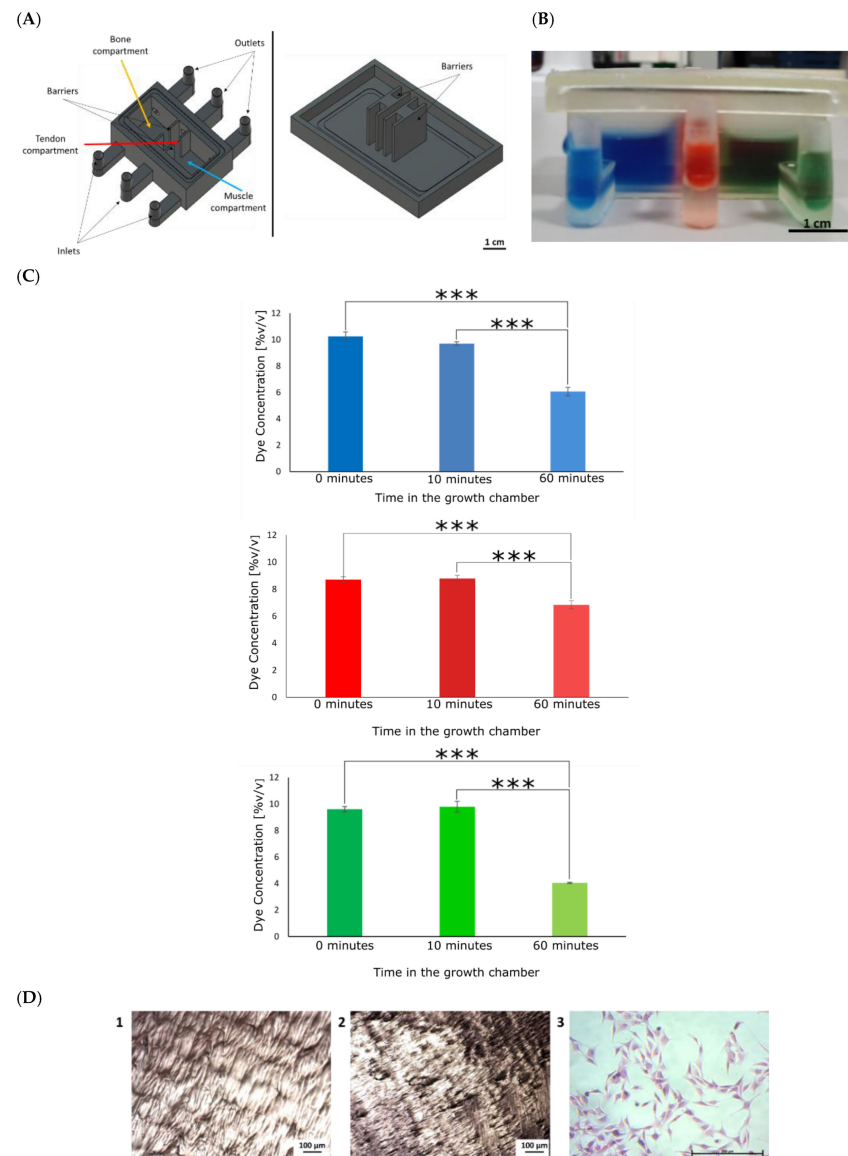 (A)
Bone
compartment
Outlets
Barriers
Tendon
compartment
Muscle
compartment
Inlets
Barriers
1 cm
(B)
1 cm
(C)
***
***
12
10
8
6
4
2
0
Dye Concentration [%v/v]
0 minutes 10 minutes 60 minutes
Time in the growth chamber
***
***
12
10
8
6
4
2
0
Dye Concentration [%v/v]
0 minutes 10 minutes 60 minutes
Time in the growth chamber
***
***
12
10
8
6
4
2
0
Dye Concentration [%v/v]
0 minutes 10 minutes 60 minutes
Time in the growth chamber
(D)
1
100 µm
2
100 µm
3